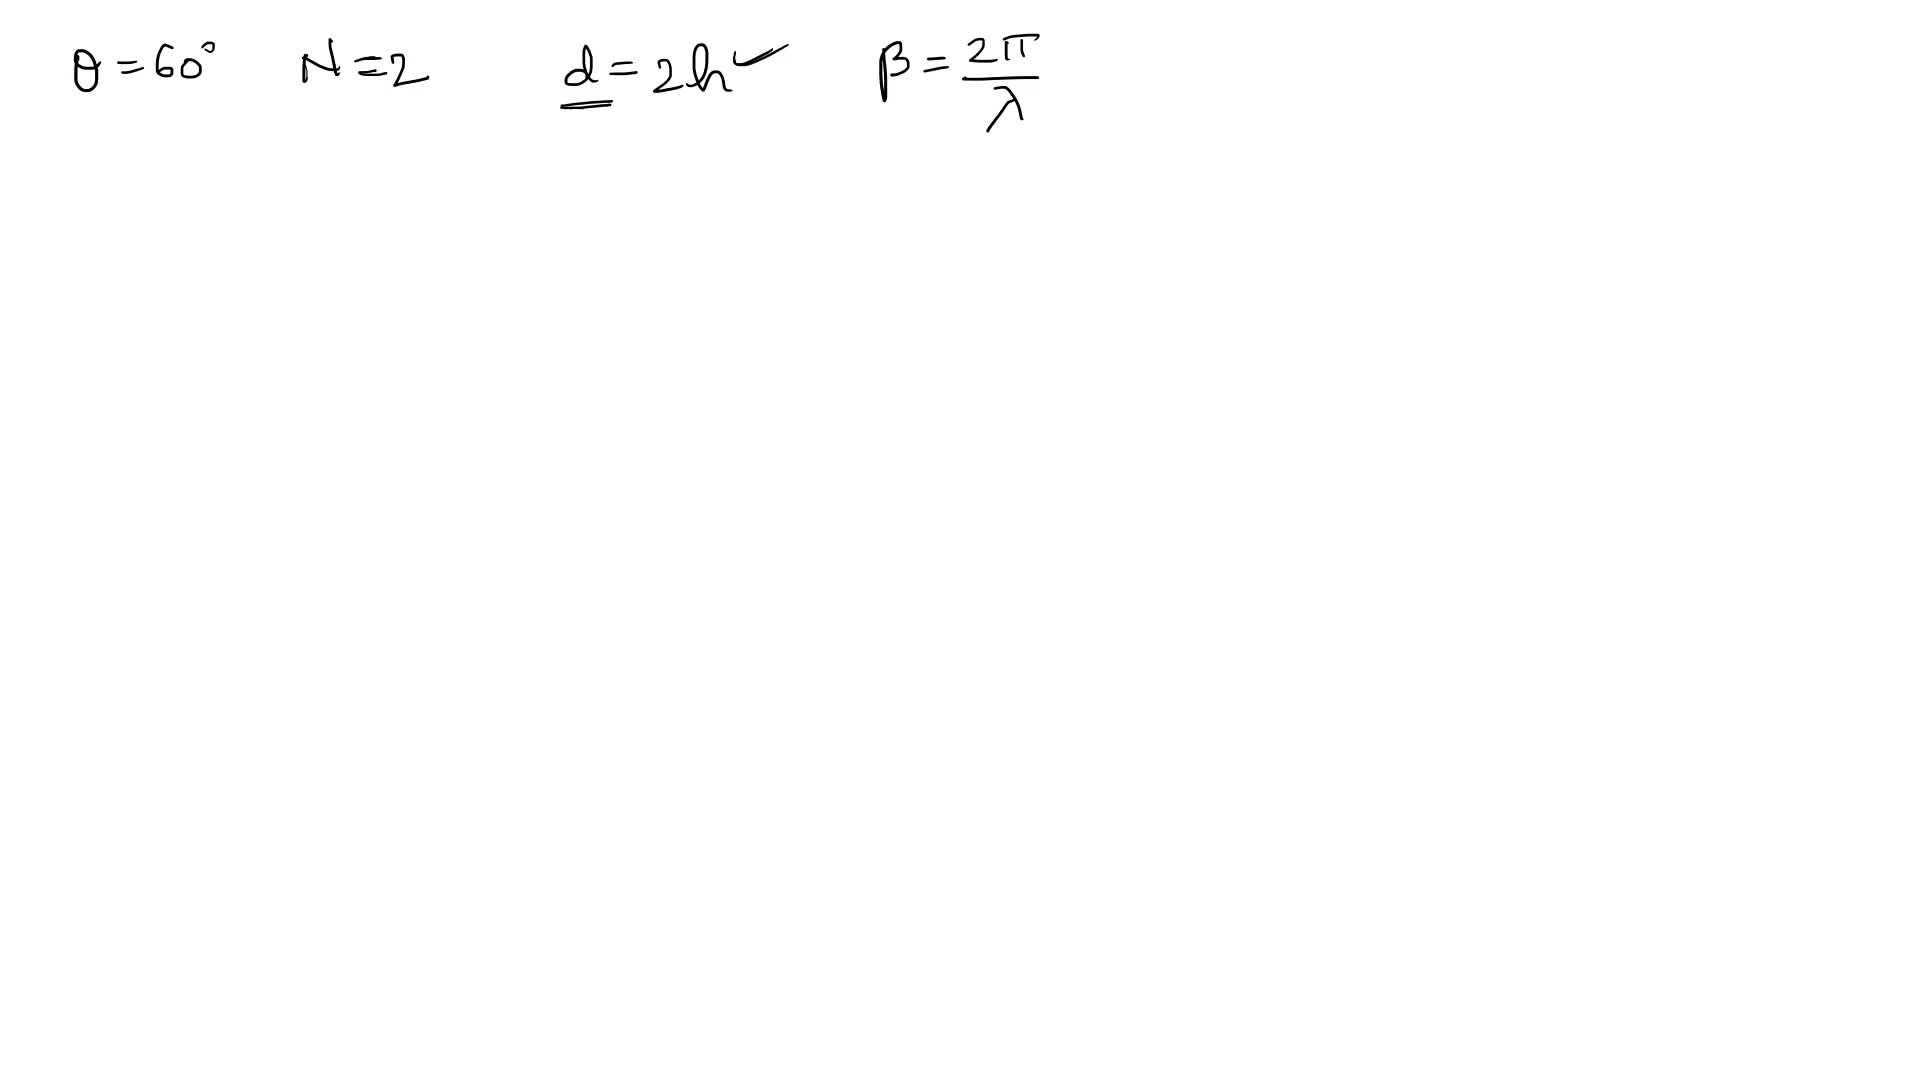 θ = 60° N = 2 d = 2h ✓ β = 2π/λ